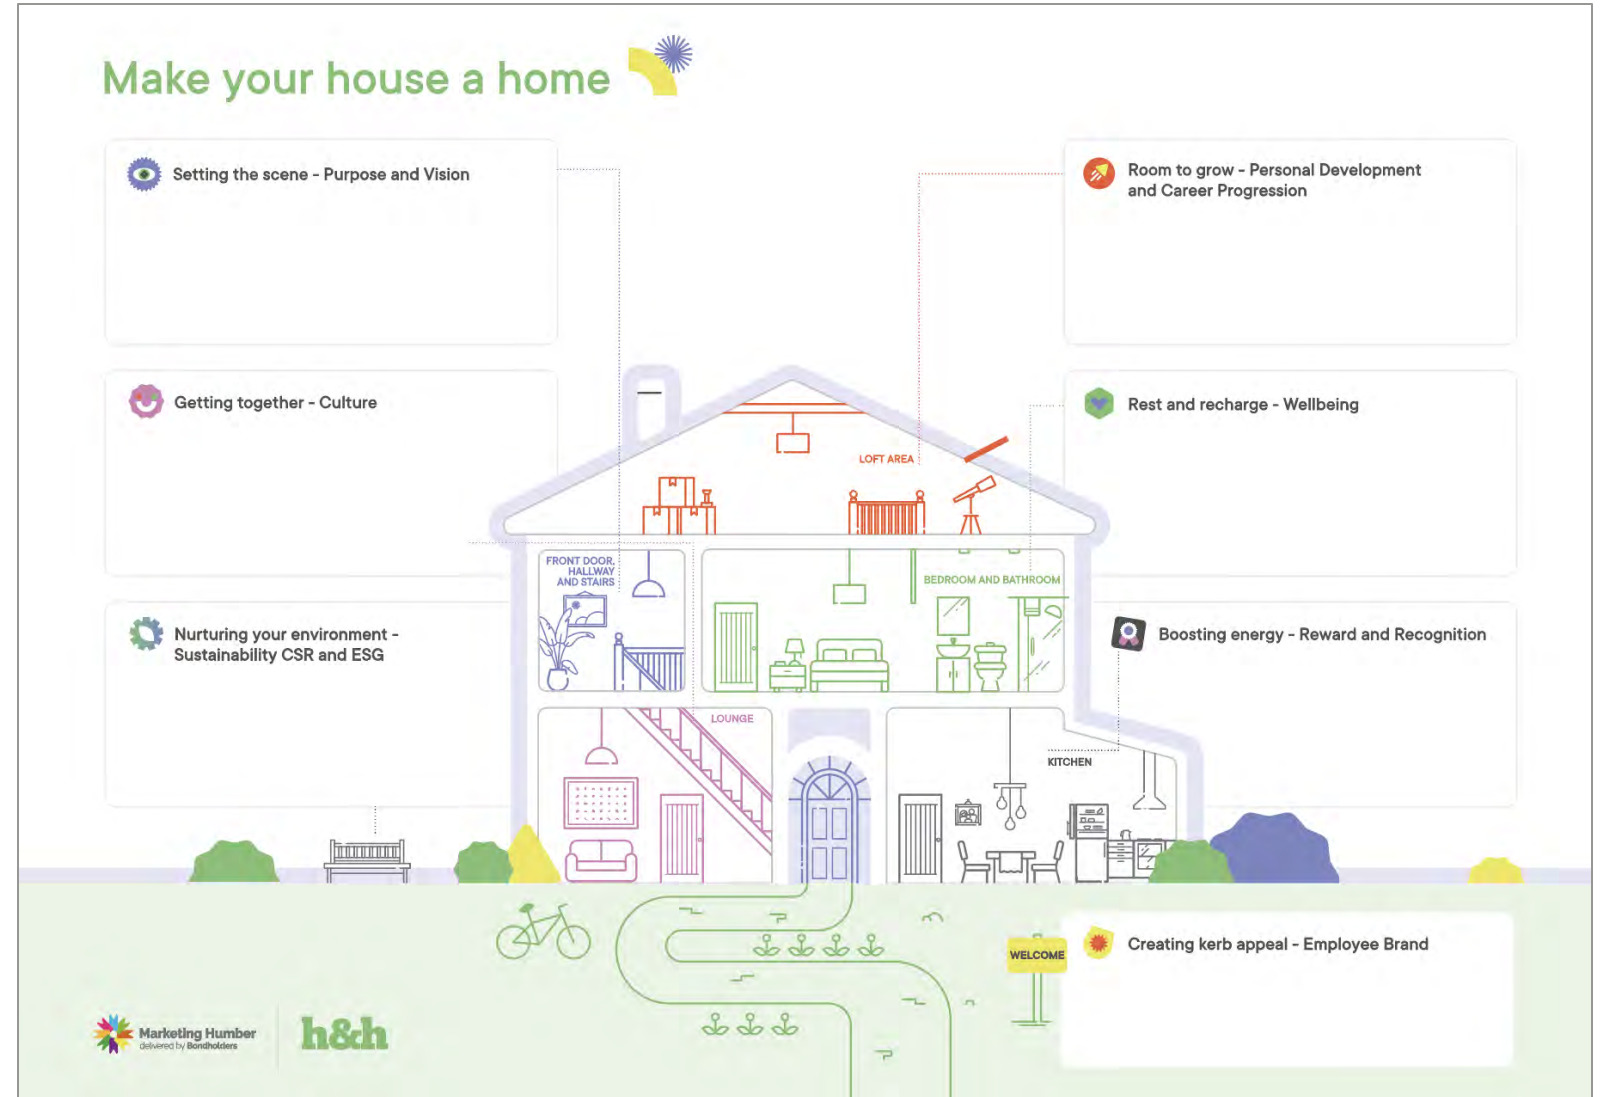 Make your house a home
Setting the scene - Purpose and Vision
Room to grow - Personal Development
and Career Progression
Getting together - Culture
Rest and recharge - Wellbeing
LOFT AREA
FRONT DOOR,
HALLWAY
AND STAIRS
BEDROOM AND BATHROOM
Nurturing your environment -
Sustainability CSR and ESG
Boosting energy - Reward and Recognition
LOUNGE
KITCHEN
WELCOME
Creating kerb appeal - Employee Brand
Marketing Humber
delivered by Bondholders
h&h